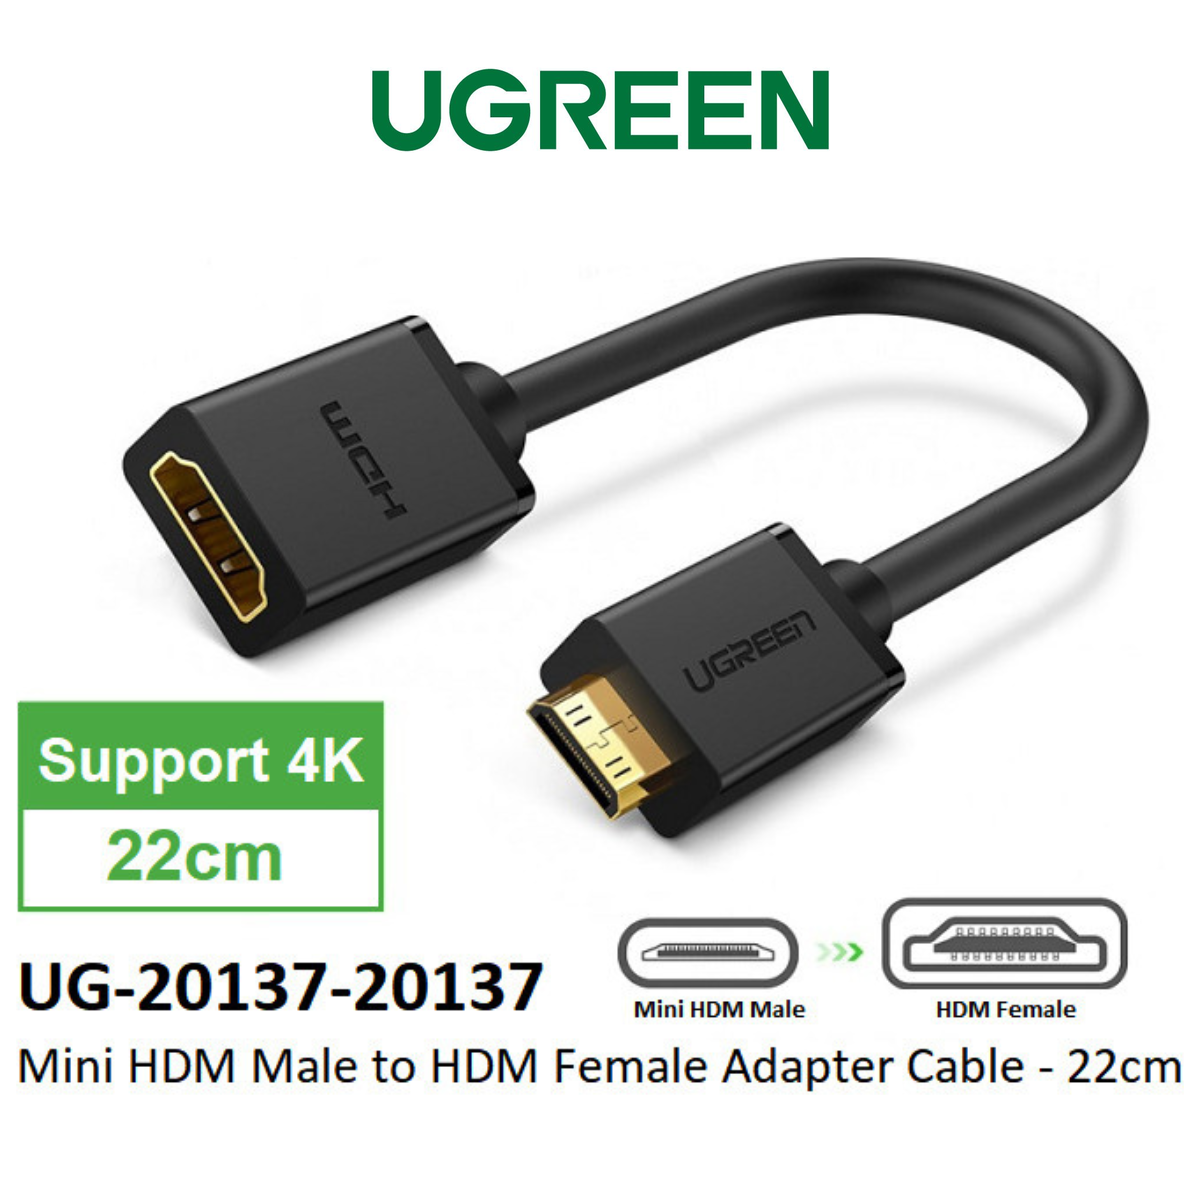 UGREEN
HDM
UGREEN
Support 4K
22cm
Mini HDM Male
HDM Female
UG-20137-20137
Mini HDM Male to HDM Female Adapter Cable - 22cm